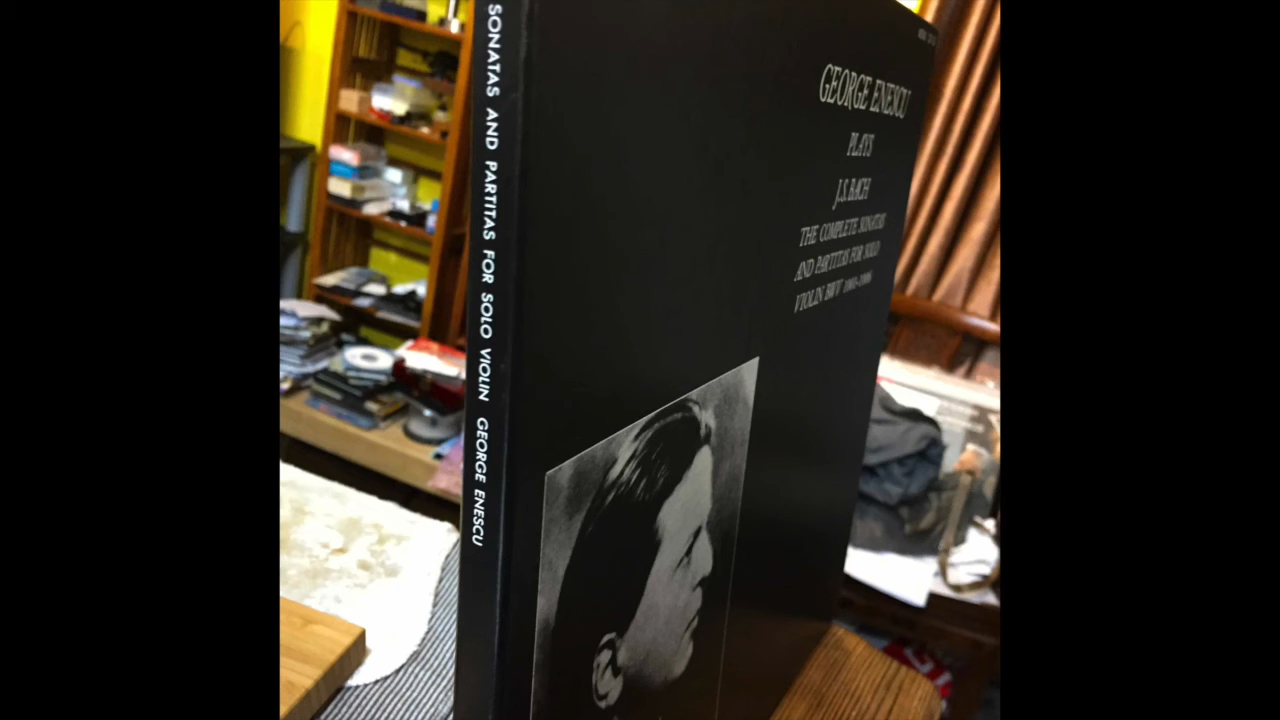 SONATAS AND PARTITAS FOR SOLO VIOLIN GEORGE ENESCU
GEORGE ENESCU
PLAYS
J.S. BACH
THE COMPLETE SONATAS
AND PARTITAS FOR SOLO
VIOLIN BWV 1001-1006